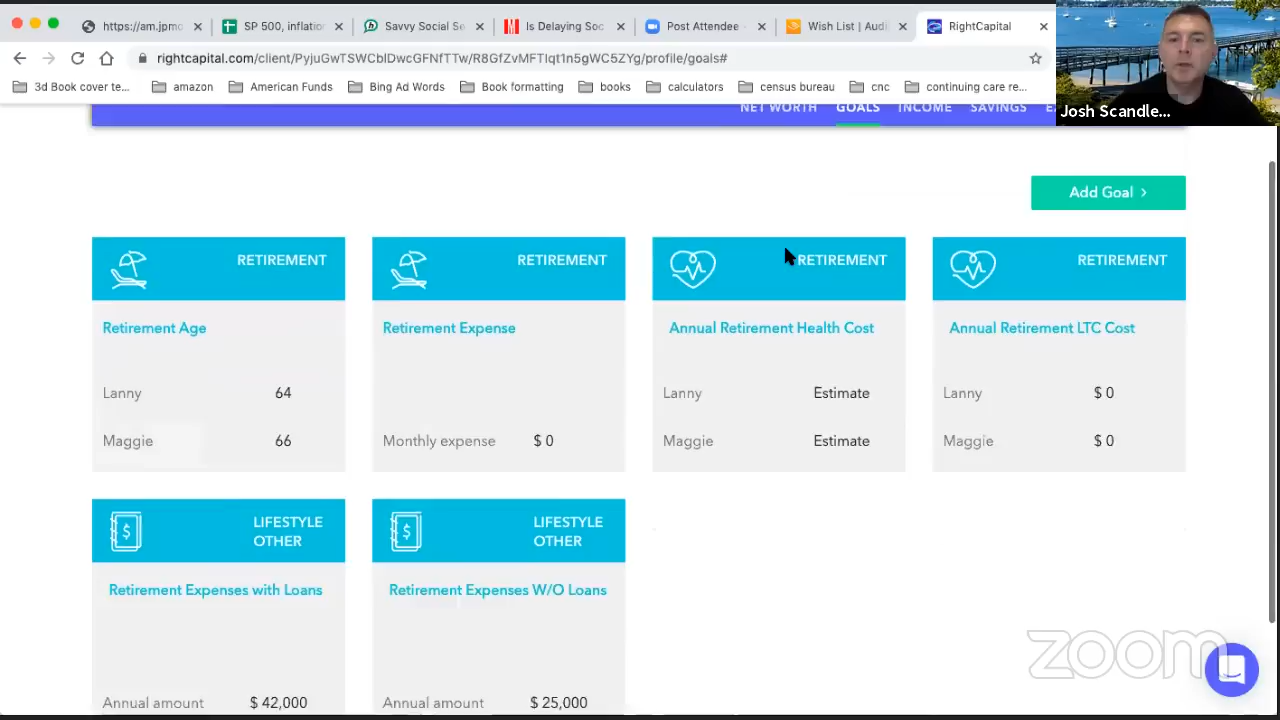 https://am.jpmo
SP 500, inflation
Savvy Social Se
Is Delaying Soc
Post Attendee
Wish List | Audi
RightCapital
rightcapital.com/client/PyjuGwTSWCbIDwcGFNfTTw/R8GfZvMFTIqt1n5gWC5ZYg/profile/goals#
3d Book cover te...
amazon
American Funds
Bing Ad Words
Book formatting
books
calculators
census bureau
cnc
continuing care re...
Josh Scandle...
NET WORTH
GOALS
INCOME
SAVINGS
Add Goal
RETIREMENT
Retirement Age
Lanny 64
Maggie 66
RETIREMENT
Retirement Expense
Monthly expense $ 0
RETIREMENT
Annual Retirement Health Cost
Lanny Estimate
Maggie Estimate
RETIREMENT
Annual Retirement LTC Cost
Lanny $ 0
Maggie $ 0
LIFESTYLE
OTHER
Retirement Expenses with Loans
Annual amount $ 42,000
LIFESTYLE
OTHER
Retirement Expenses W/O Loans
Annual amount $ 25,000
zoom